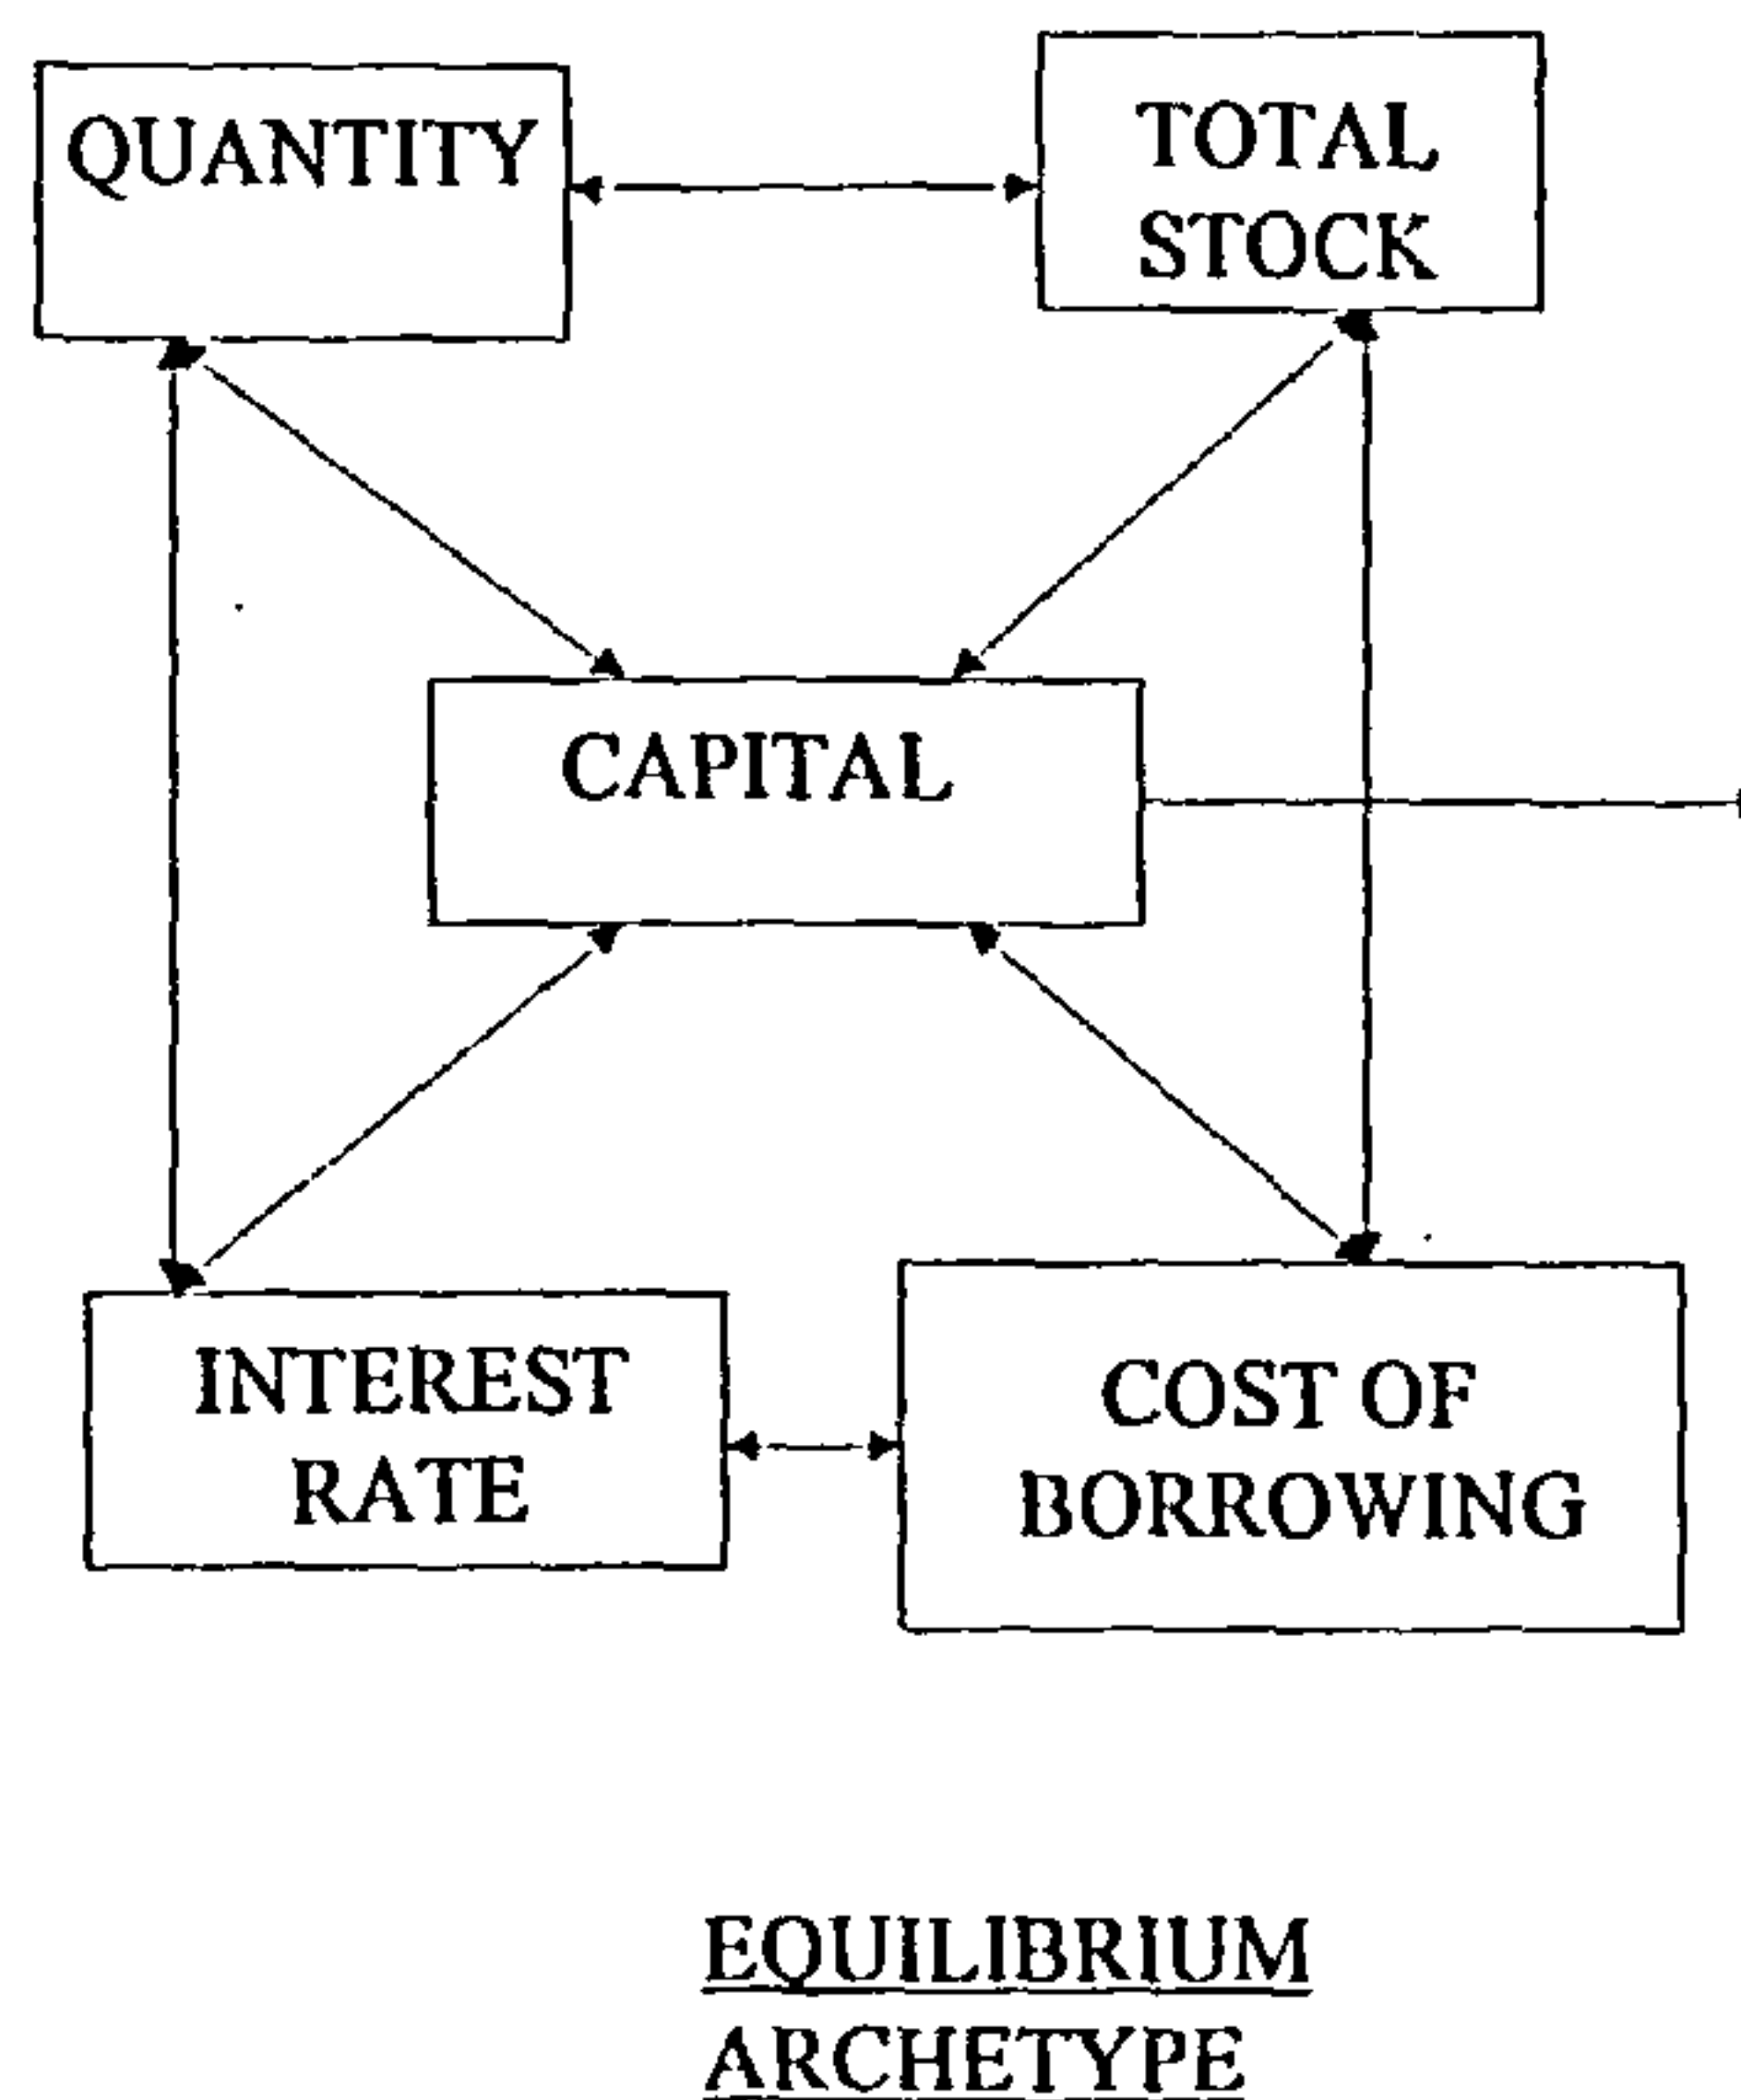 QUANTITY
TOTAL
STOCK
CAPITAL
INTEREST
RATE
COST OF
BORROWING
EQUILIBRIUM
ARCHETYPE